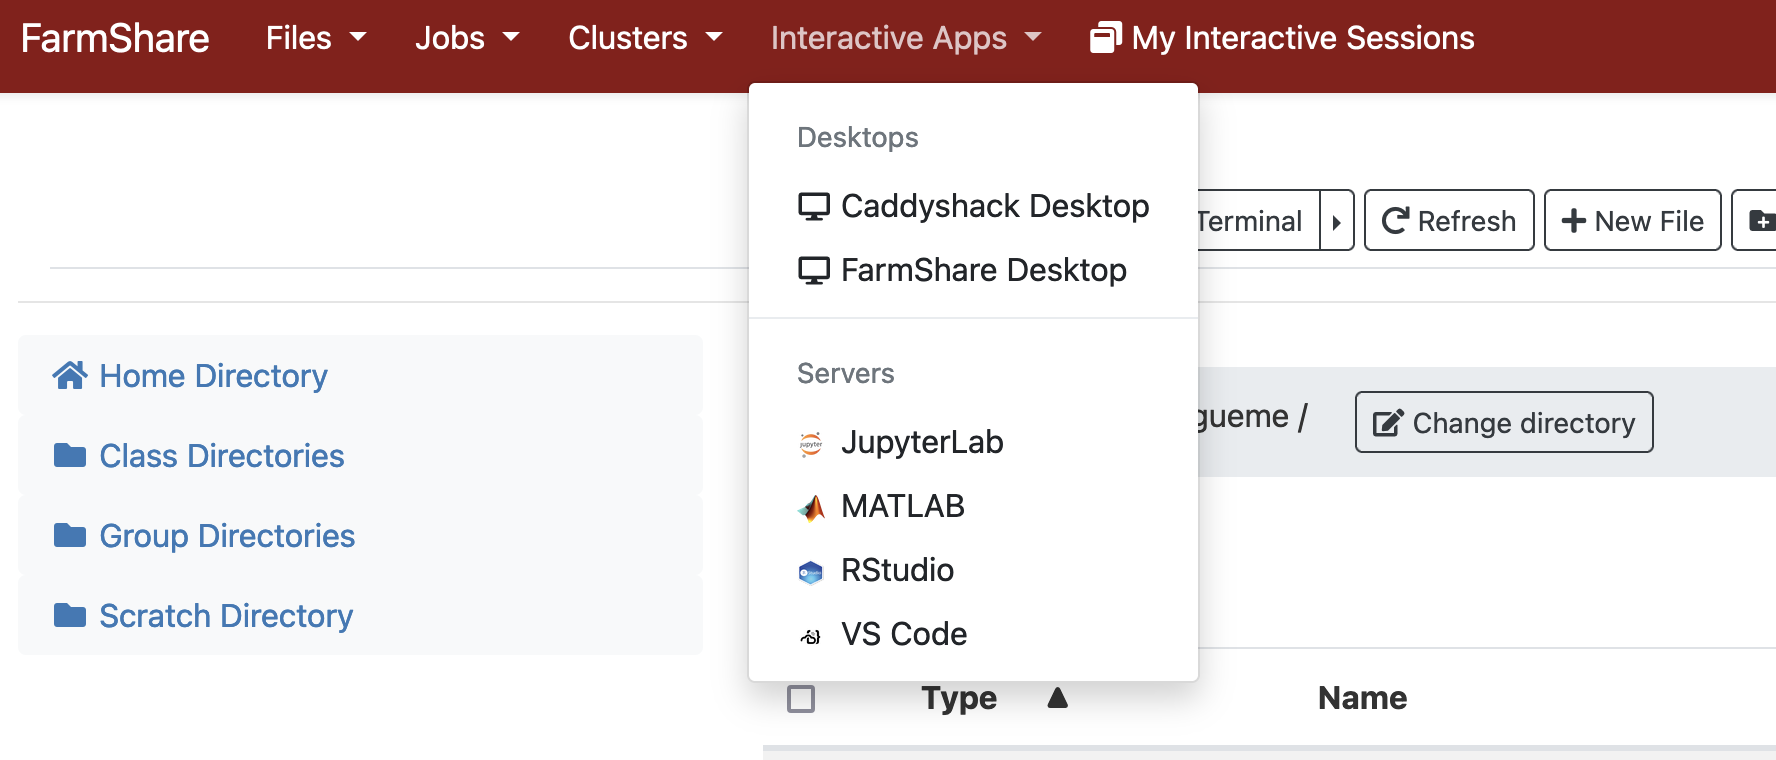 FarmShare Files Jobs Clusters Interactive Apps My Interactive Sessions
Desktops
Caddyshack Desktop
FarmShare Desktop
Terminal Refresh New File
Servers
JupyterLab
MATLAB
RStudio
VS Code
Home Directory
Class Directories
Group Directories
Scratch Directory
gueme / Change directory
Type Name